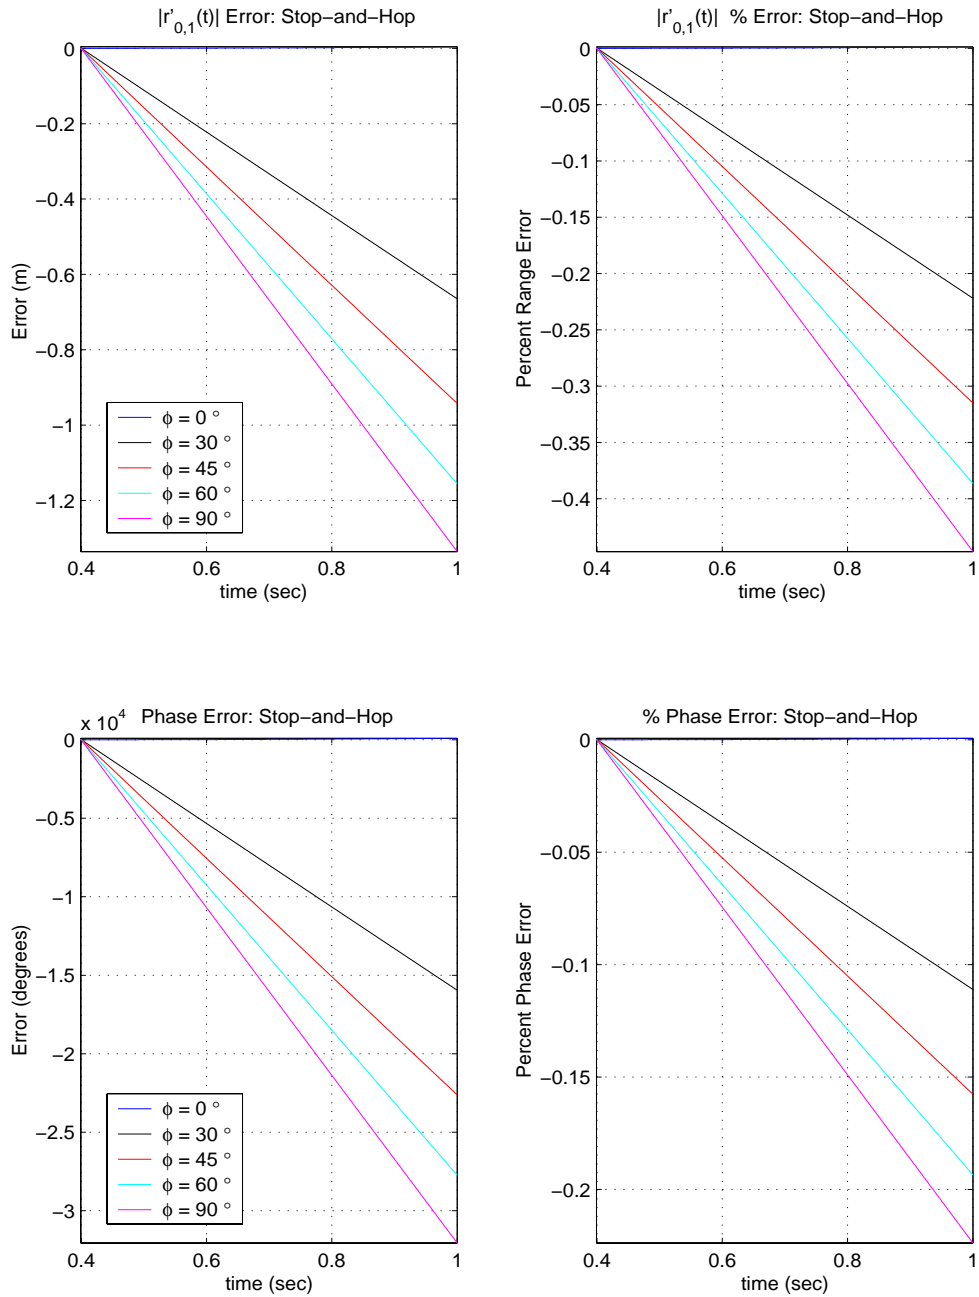 |r'0,1(t)| Error: Stop−and−Hop
0
−0.2
−0.4
−0.6
−0.8
−1
−1.2
Error (m)
ϕ = 0 °
ϕ = 30 °
ϕ = 45 °
ϕ = 60 °
ϕ = 90 °
0.4 0.6 0.8 1
time (sec)
|r'0,1(t)| % Error: Stop−and−Hop
0
−0.05
−0.1
−0.15
−0.2
−0.25
−0.3
−0.35
−0.4
Percent Range Error
0.4 0.6 0.8 1
time (sec)
x 10^4 Phase Error: Stop−and−Hop
0
−0.5
−1
−1.5
−2
−2.5
−3
Error (degrees)
ϕ = 0 °
ϕ = 30 °
ϕ = 45 °
ϕ = 60 °
ϕ = 90 °
0.4 0.6 0.8 1
time (sec)
% Phase Error: Stop−and−Hop
0
−0.05
−0.1
−0.15
−0.2
Percent Phase Error
0.4 0.6 0.8 1
time (sec)